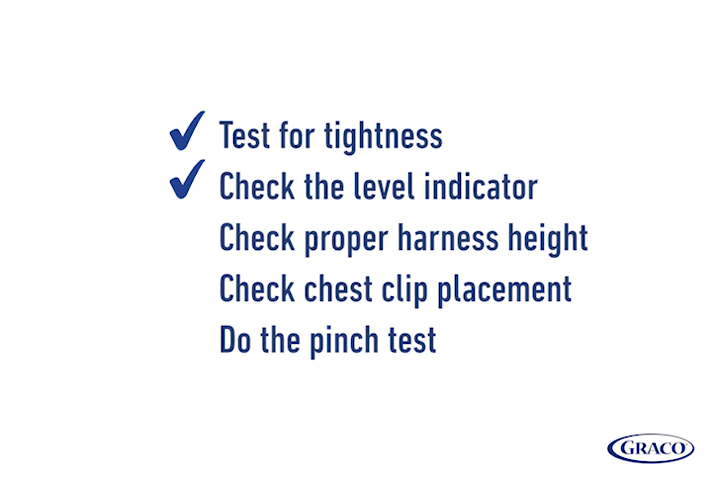 ✓ Test for tightness
✓ Check the level indicator
Check proper harness height
Check chest clip placement
Do the pinch test
GRACO